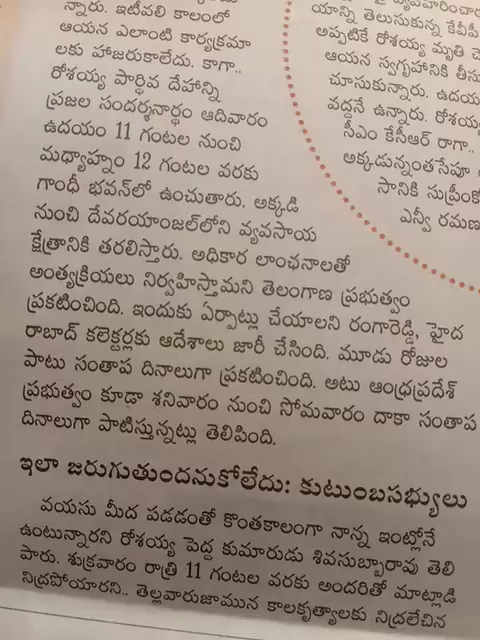 న్నారు. ఇటీవలి కాలంలో
ఆయన ఎలాంటి కార్యక్రమా
లకు హాజరుకాలేదు. కాగా..
రోశయ్య పార్థివ దేహాన్ని
ప్రజల సందర్శనార్థం ఆదివారం
ఉదయం 11 గంటల నుంచి
మధ్యాహ్నం 12 గంటల వరకు
గాంధీ భవన్‌లో ఉంచుతారు. అక్కడి
నుంచి దేవరయాంజల్‌లోని వ్యవసాయ
క్షేత్రానికి తరలిస్తారు. అధికార లాంఛనాలతో
అంత్యక్రియలు నిర్వహిస్తామని తెలంగాణ ప్రభుత్వం
ప్రకటించింది. ఇందుకు ఏర్పాట్లు చేయాలని రంగారెడ్డి, హైద
రాబాద్ కలెక్టర్లకు ఆదేశాలు జారీ చేసింది. మూడు రోజుల
పాటు సంతాప దినాలుగా ప్రకటించింది. అటు ఆంధ్రప్రదేశ్
ప్రభుత్వం కూడా శనివారం నుంచి సోమవారం దాకా సంతాప
దినాలుగా పాటిస్తున్నట్లు తెలిపింది.
ఇలా జరుగుతుందనుకోలేదు: కుటుంబసభ్యులు
వయసు మీద పడడంతో కొంతకాలంగా నాన్న ఇంట్లోనే
ఉంటున్నారని రోశయ్య పెద్ద కుమారుడు శివసుబ్బారావు తెలి
పారు. శుక్రవారం రాత్రి 11 గంటల వరకు అందరితో మాట్లాడి
నిద్రపోయారని.. తెల్లవారుజామున కాలకృత్యాలకు నిద్రలేచిన
యాన్ని తెలుసుకున్న కేవీపీ
అప్పటికే రోశయ్య మృతి
ఆయన స్వగృహానికి
చూసుకున్నారు.
వద్దనే ఉన్నారు.
సీఎం కేసీఆర్ రాగా..
అక్కడున్నంతసేపూ
సానికి
ఎన్వీ రమణ